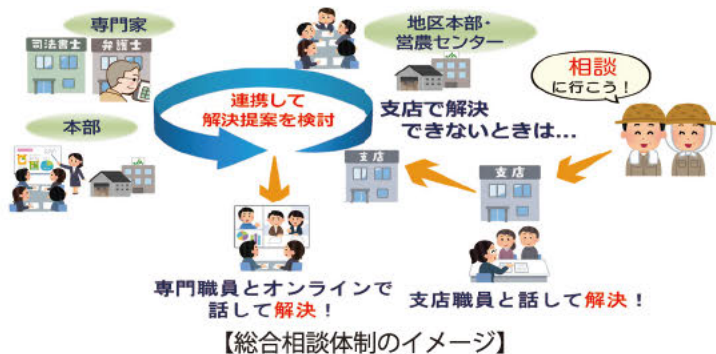 専門家
司法書士
弁護士
本部
連携して
解決提案を検討
地区本部・
営農センター
相談
に行こう！
支店で解決
できないときは…
支店
支店
専門職員とオンラインで
話して解決！
支店職員と話して解決！
【総合相談体制のイメージ】